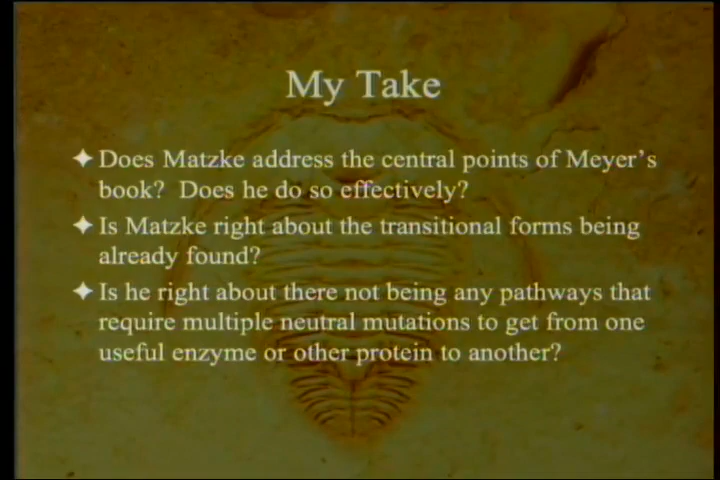 My Take
Does Matzke address the central points of Meyer's
book?  Does he do so effectively?
Is Matzke right about the transitional forms being
already found?
Is he right about there not being any pathways that
require multiple neutral mutations to get from one
useful enzyme or other protein to another?